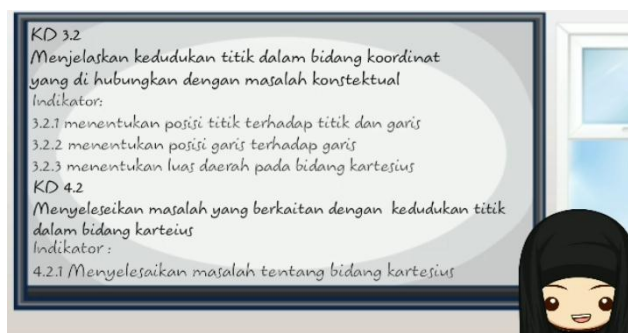 KD 3.2
Menjelaskan kedudukan titik dalam bidang koordinat
yang di hubungkan dengan masalah konstektual
Indikator:
3.2.1 menentukan posisi titik terhadap titik dan garis
3.2.2 menentukan posisi garis terhadap garis
3.2.3 menentukan luas daerah pada bidang kartesius
KD 4.2
Menyeleseikan masalah yang berkaitan dengan kedudukan titik
dalam bidang karteius
Indikator :
4.2.1 Menyelesaikan masalah tentang bidang kartesius